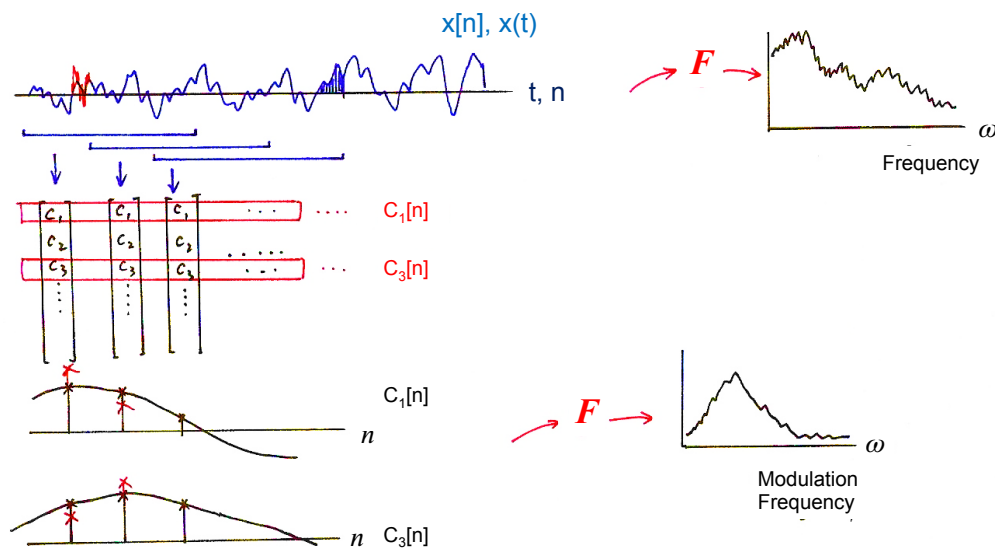 x[n], x(t)
t, n
F
ω
Frequency
C₁ C₁ C₁ ... .... C₁[n]
C₂ C₂ C₂ .....
C₃ C₃ C₃ ... ... C₃[n]
C₁[n]
n
F
ω
Modulation
Frequency
n
C₃[n]